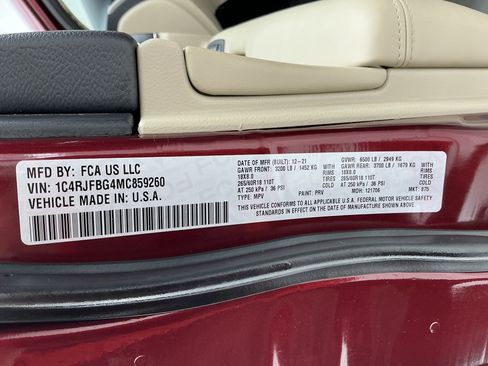 MFD BY: FCA US LLC
VIN: 1C4RJFBG4MC859260
VEHICLE MADE IN: U.S.A.
DATE OF MFR (BUILT): 12-21 GVWR: 6500 LB / 2949 KG
GAWR FRONT: 3200 LB / 1452 KG WITH GAWR REAR: 3700 LB / 1679 KG WITH
18X8.0 RIMS 18X8.0 RIMS
265/60R18 110T TIRES 265/60R18 110T TIRES
AT 250 kPa / 36 PSI COLD AT 250 kPa / 36 PSI COLD
TYPE: MPV PAINT: PRV MDH: 121706 MKT: 075
THIS VEHICLE CONFORMS TO ALL APPLICABLE U.S.A. FEDERAL MOTOR VEHICLE SAFETY
STANDARDS IN EFFECT ON THE DATE OF MANUFACTURE SHOWN ABOVE